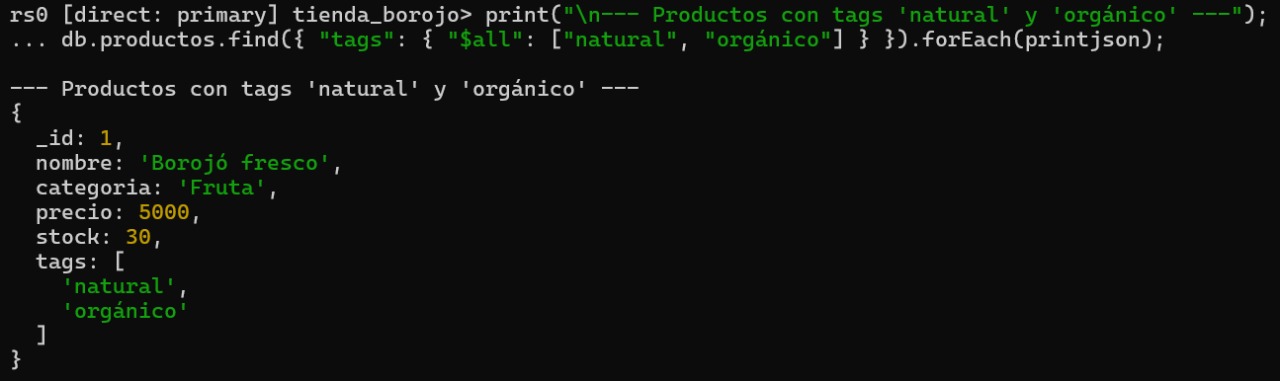 rs0 [direct: primary] tienda_borojo> print("\n--- Productos con tags 'natural' y 'orgánico' ---");
... db.productos.find({ "tags": { "$all": ["natural", "orgánico"] } }).forEach(printjson);

--- Productos con tags 'natural' y 'orgánico' ---
{
  _id: 1,
  nombre: 'Borojó fresco',
  categoria: 'Fruta',
  precio: 5000,
  stock: 30,
  tags: [
    'natural',
    'orgánico'
  ]
}